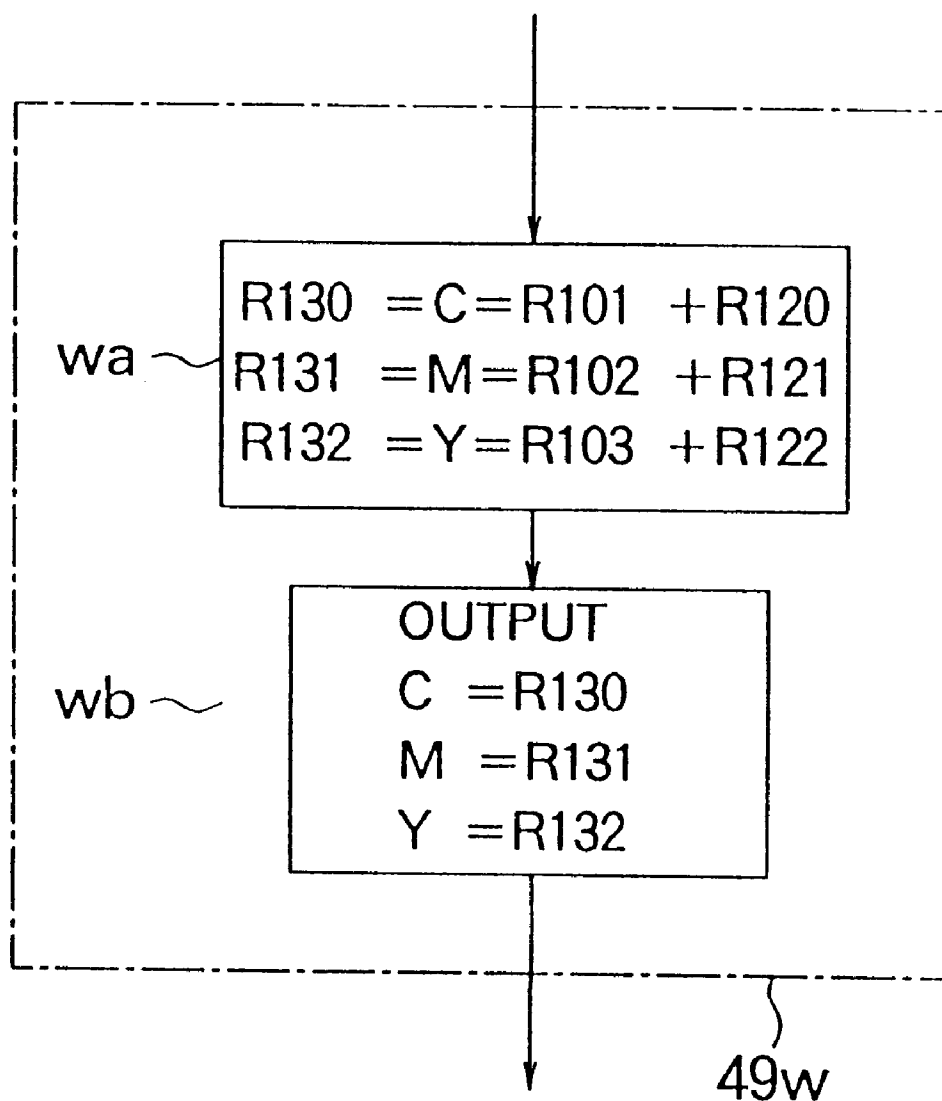 R130 =C=R101 +R120
wa
R131 =M=R102 +R121
R132 =Y=R103 +R122
OUTPUT
C =R130
wb
M =R131
Y =R132
49w